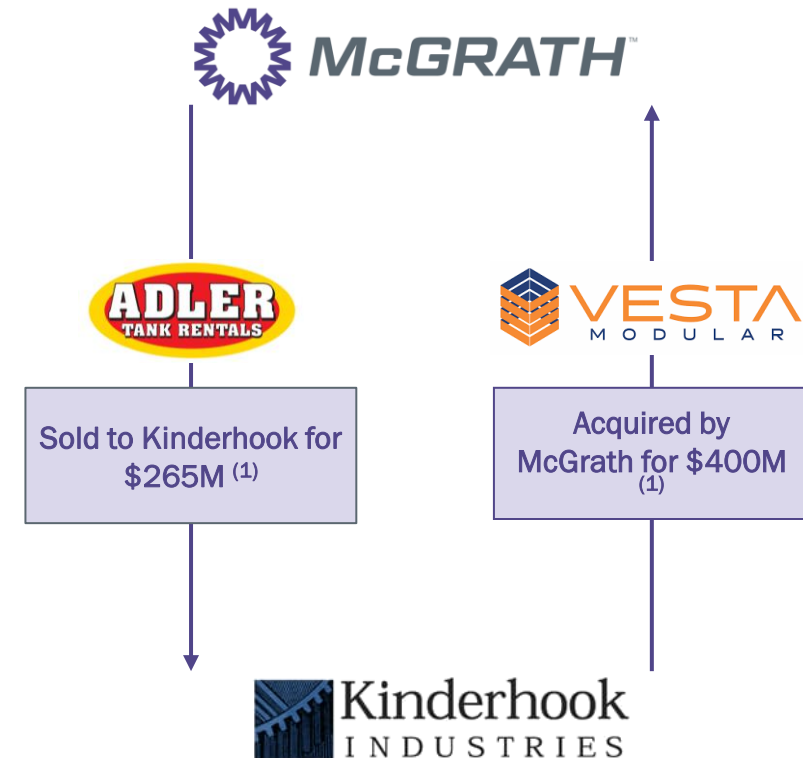 McGRATH™
ADLER
TANK RENTALS
VESTA
MODULAR
Sold to Kinderhook for
$265M (1)
Acquired by
McGrath for $400M
(1)
Kinderhook
INDUSTRIES